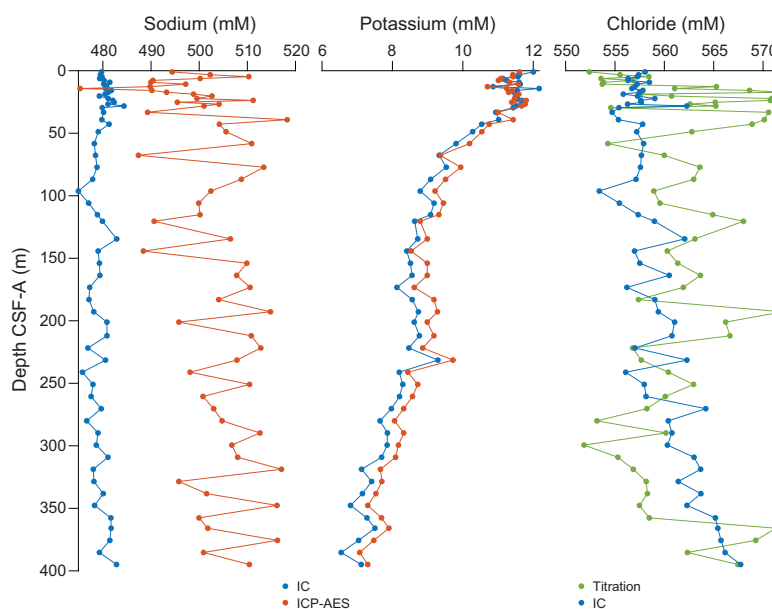 Sodium (mM) Potassium (mM) Chloride (mM)
480 490 500 510 520 6 8 10 12 550 555 560 565 570
0
50
100
150
200
250
300
350
400
Depth CSF-A (m)
IC Titration
ICP-AES IC